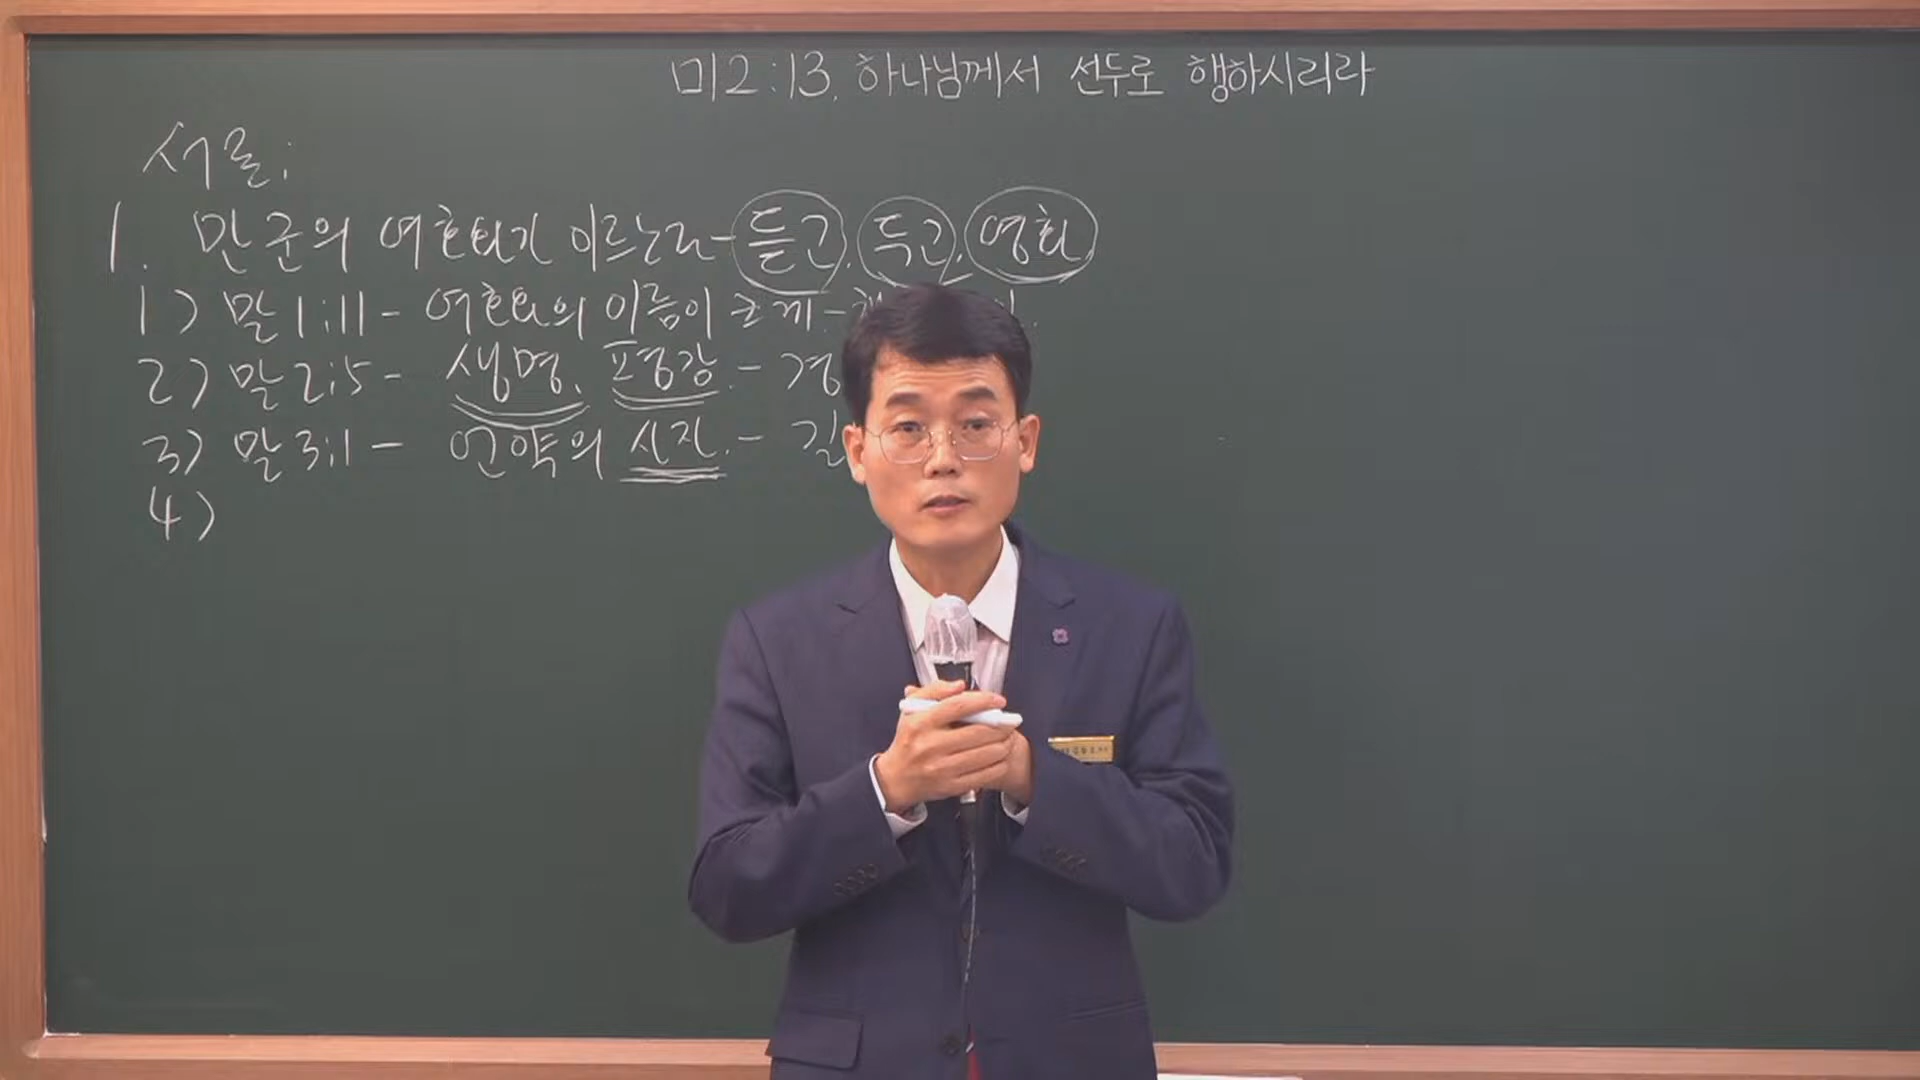 미2:13. 하나님께서 선두로 행하시리라
서론:
1. 만군의 여호와가 이르노라-듣고. 두고. 영화
1) 말1:11- 여호와의 이름이 크게-
2) 말2:5- 생명. 평강.-
3) 말3:1- 언약의 사자.- 길
4)